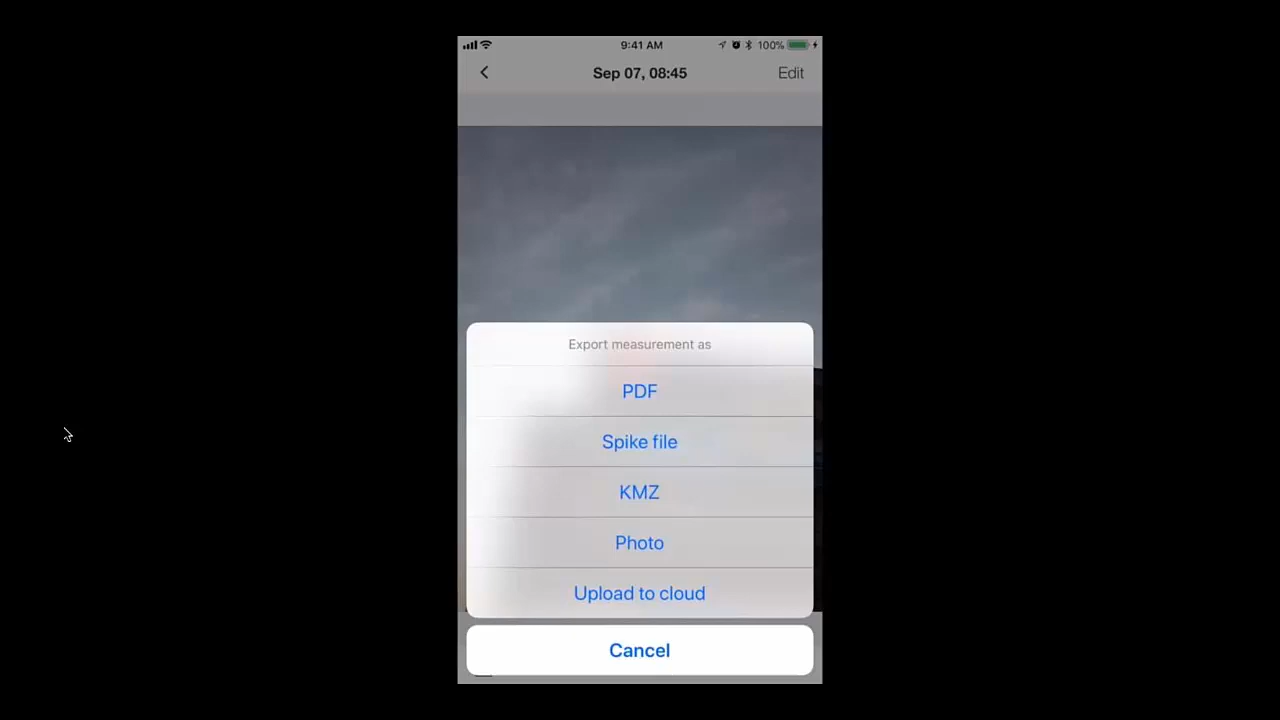 9:41 AM 100%
Sep 07, 08:45 Edit
Export measurement as
PDF
Spike file
KMZ
Photo
Upload to cloud
Cancel